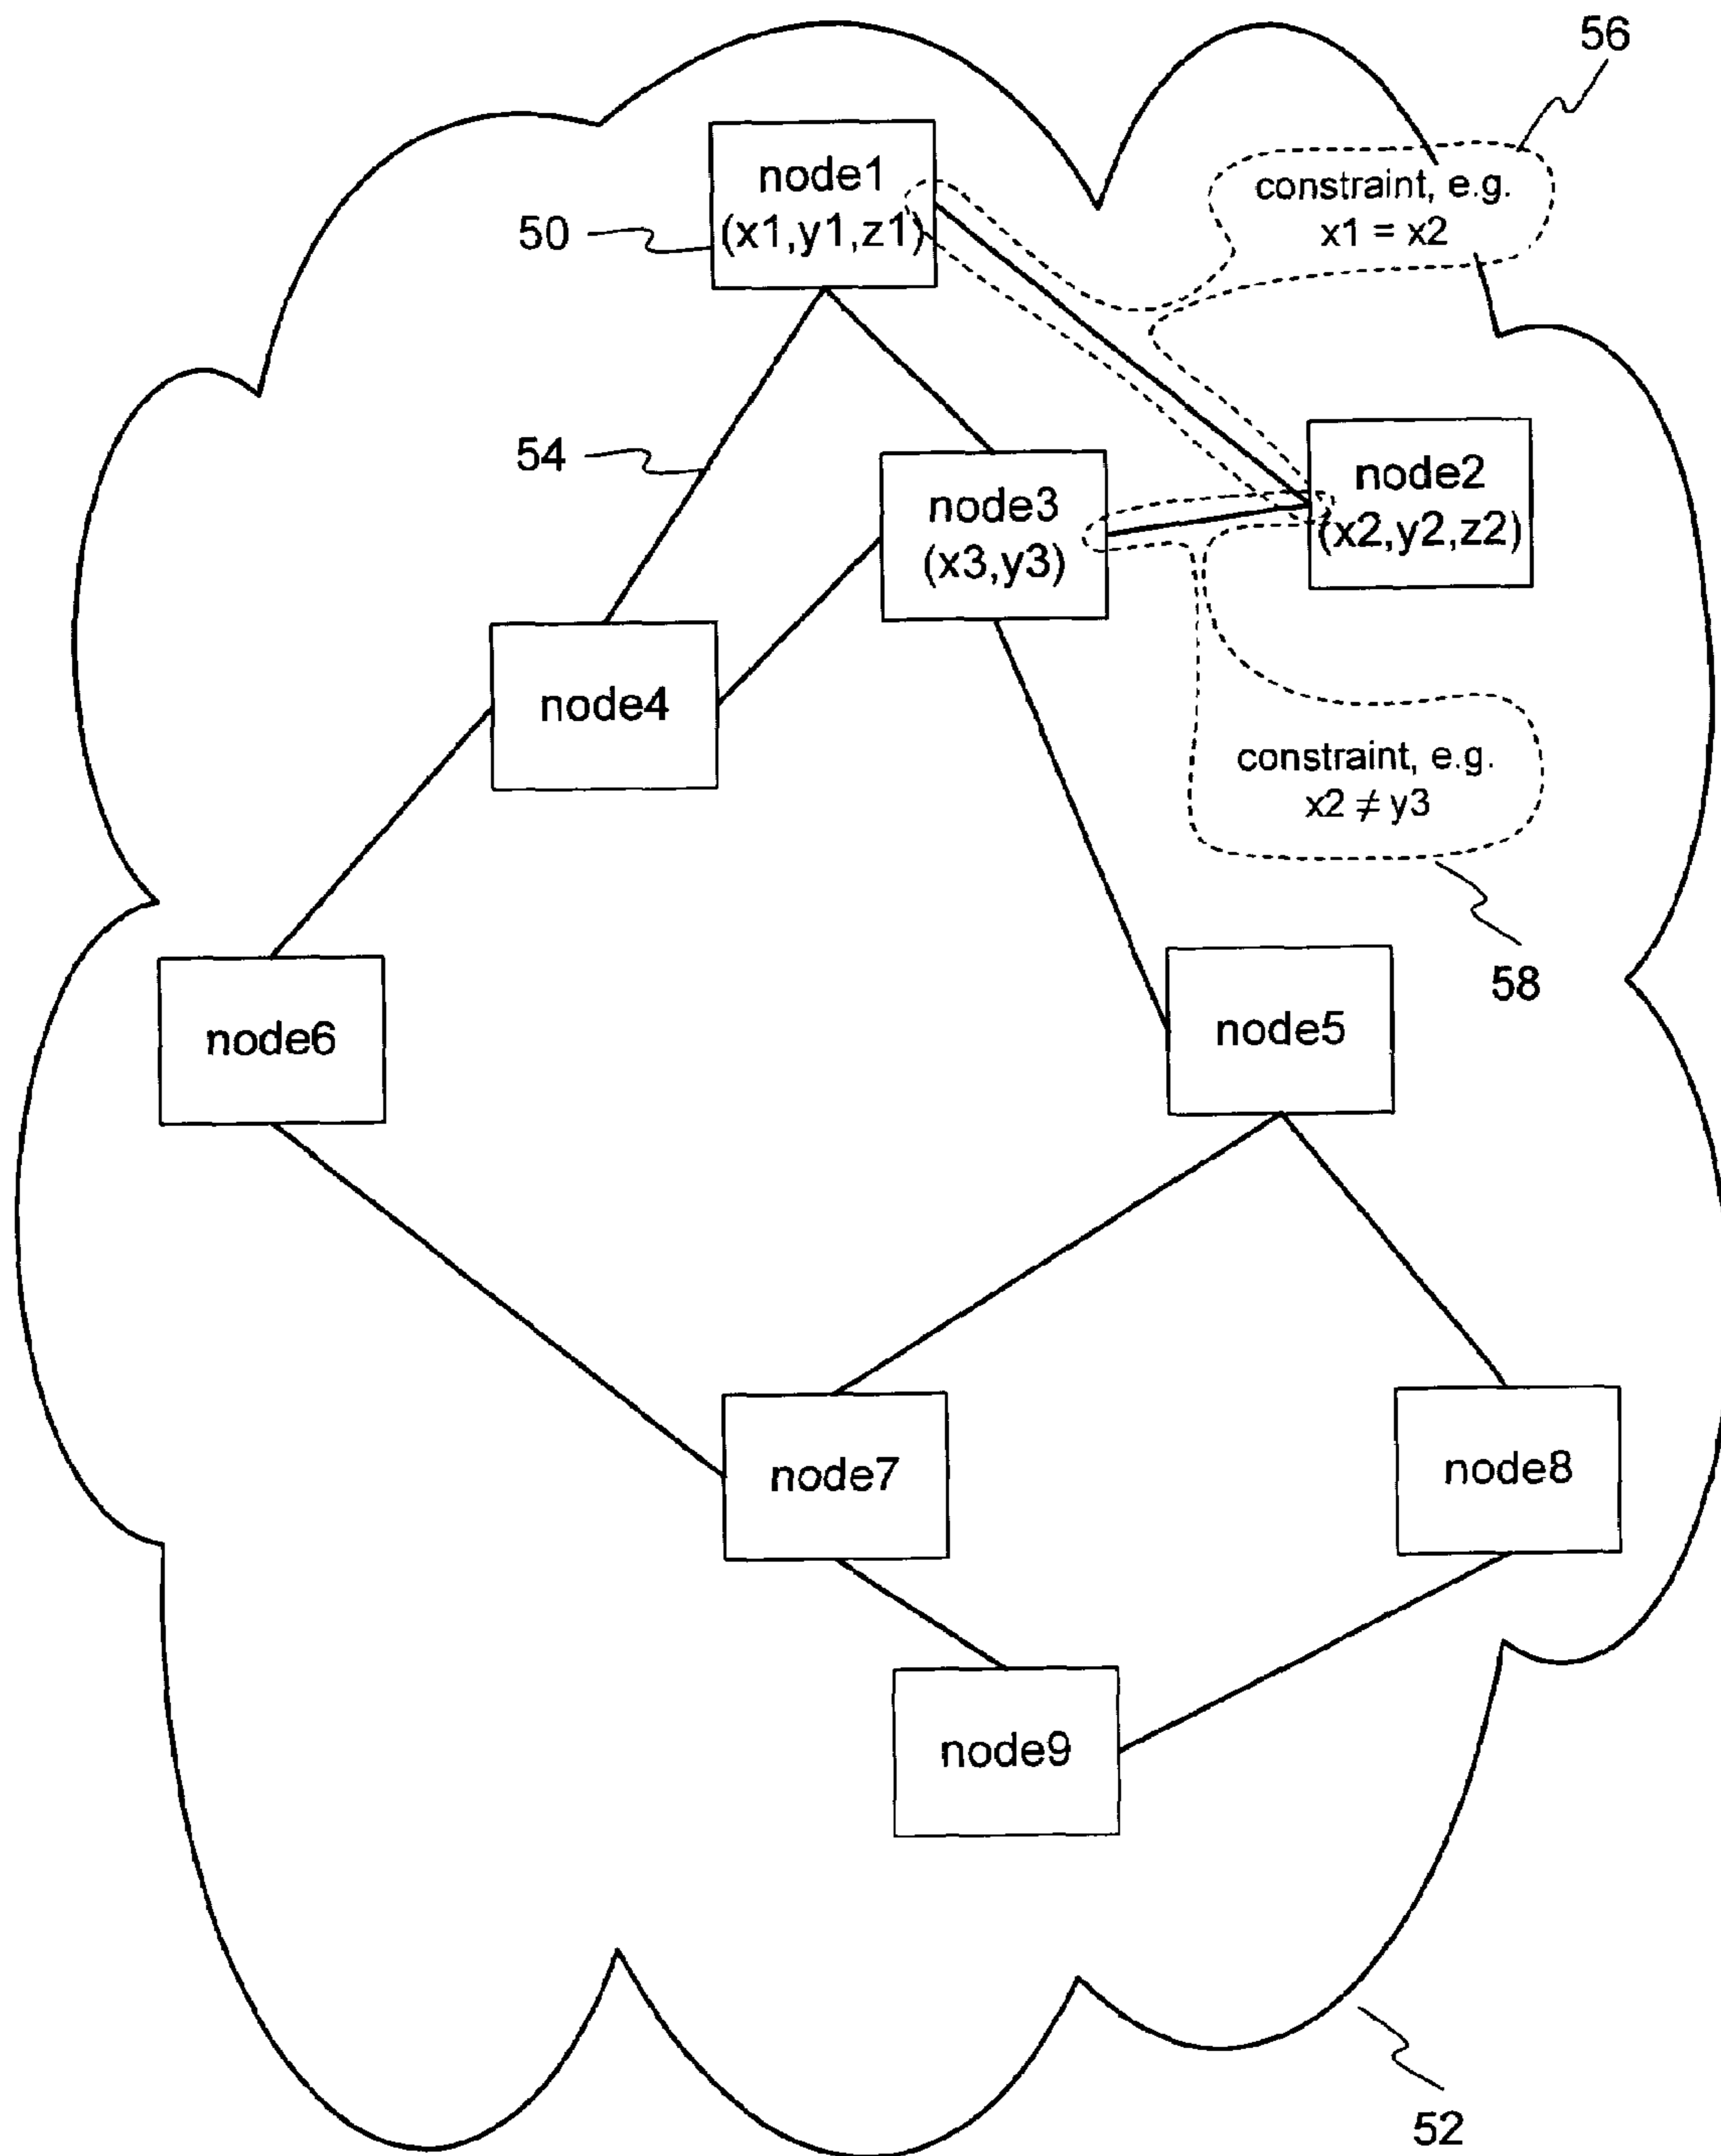 56
node1
(x1,y1,z1)
50
constraint, e.g.
x1 = x2
54
node3
(x3,y3)
node2
(x2,y2,z2)
node4
constraint, e.g.
x2 ≠ y3
58
node6
node5
node7
node8
node9
52